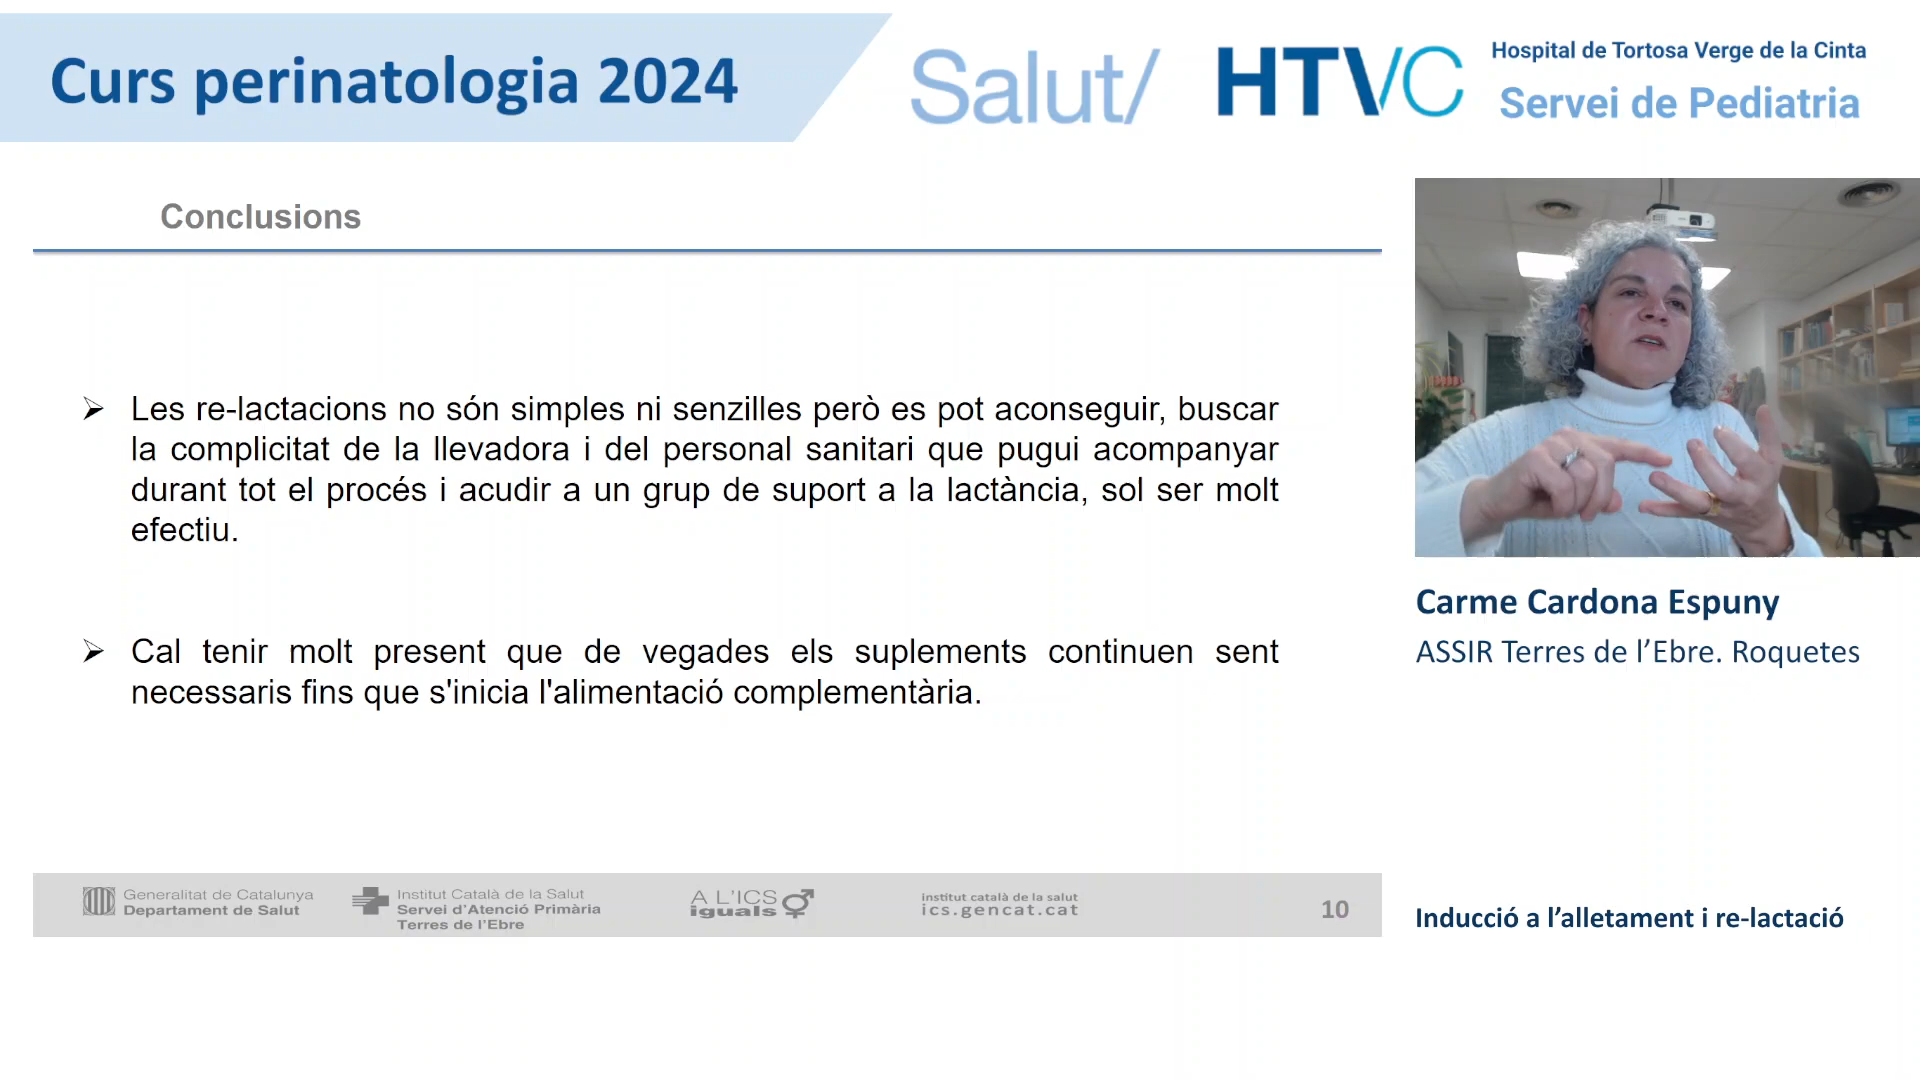 Curs perinatologia 2024
Salut/
HTVC
Hospital de Tortosa Verge de la Cinta
Servei de Pediatria
Conclusions
Les re-lactacions no són simples ni senzilles però es pot aconseguir, buscar
la complicitat de la llevadora i del personal sanitari que pugui acompanyar
durant tot el procés i acudir a un grup de suport a la lactància, sol ser molt
efectiu.
Cal tenir molt present que de vegades els suplements continuen sent
necessaris fins que s'inicia l'alimentació complementària.
Carme Cardona Espuny
ASSIR Terres de l’Ebre. Roquetes
Generalitat de Catalunya
Departament de Salut
Institut Català de la Salut
Servei d'Atenció Primària
Terres de l'Ebre
A L'ICS
iguals
institut català de la salut
ics.gencat.cat
10
Inducció a l’alletament i re-lactació